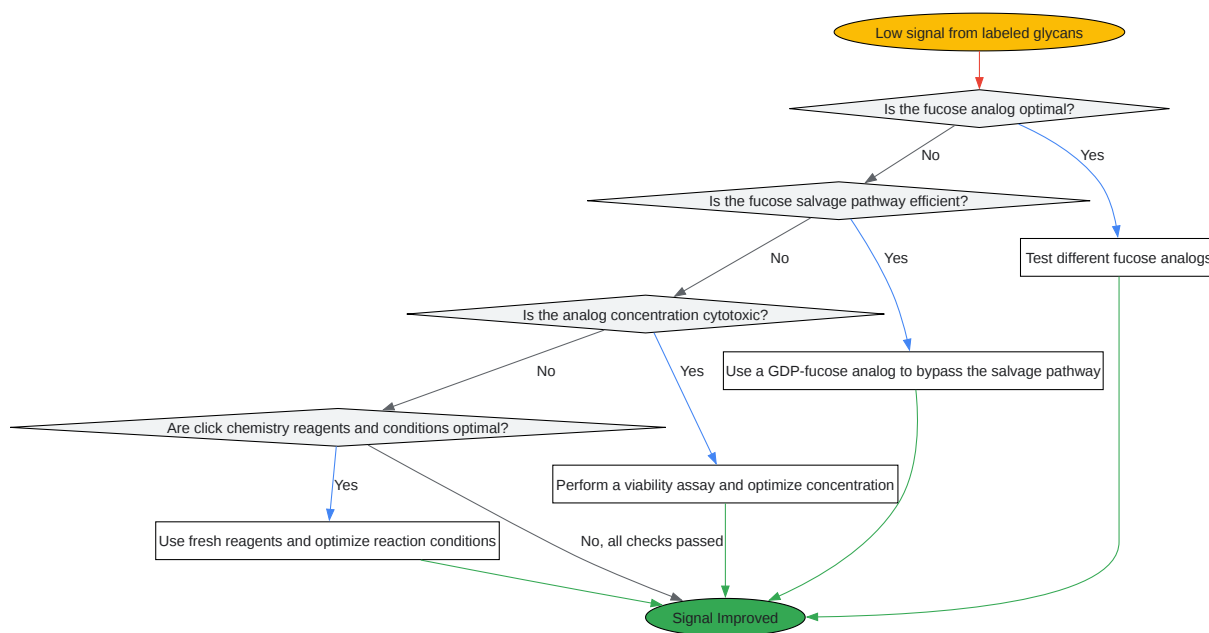 Low signal from labeled glycans
Is the fucose analog optimal?
No
Yes
Is the fucose salvage pathway efficient?
Test different fucose analogs
No
Yes
Is the analog concentration cytotoxic?
Use a GDP-fucose analog to bypass the salvage pathway
No
Yes
Are click chemistry reagents and conditions optimal?
Perform a viability assay and optimize concentration
Yes
Use fresh reagents and optimize reaction conditions
No, all checks passed
Signal Improved